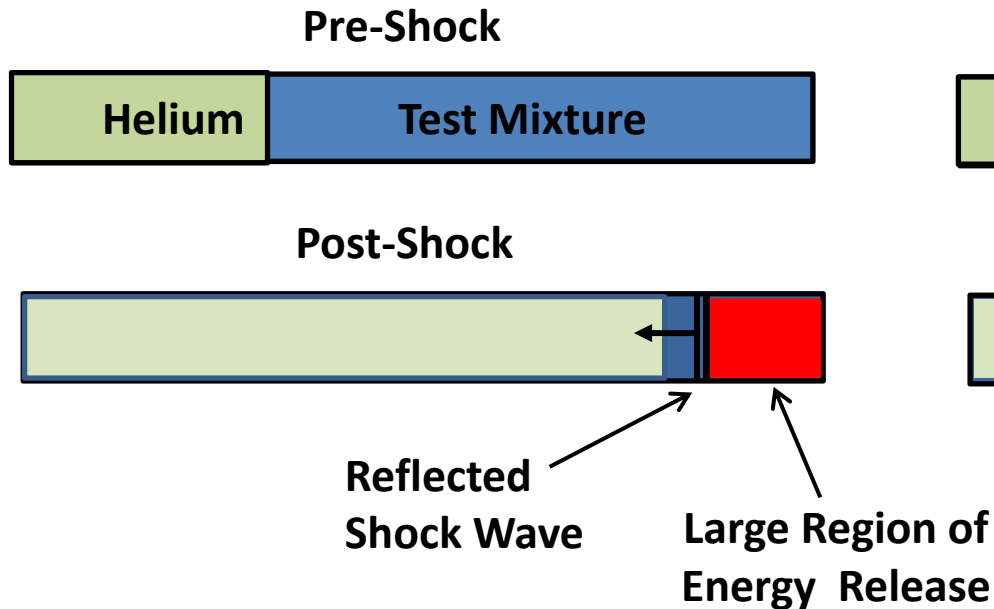 Pre-Shock
Helium
Test Mixture
Post-Shock
Reflected
Shock Wave
Large Region of
Energy Release